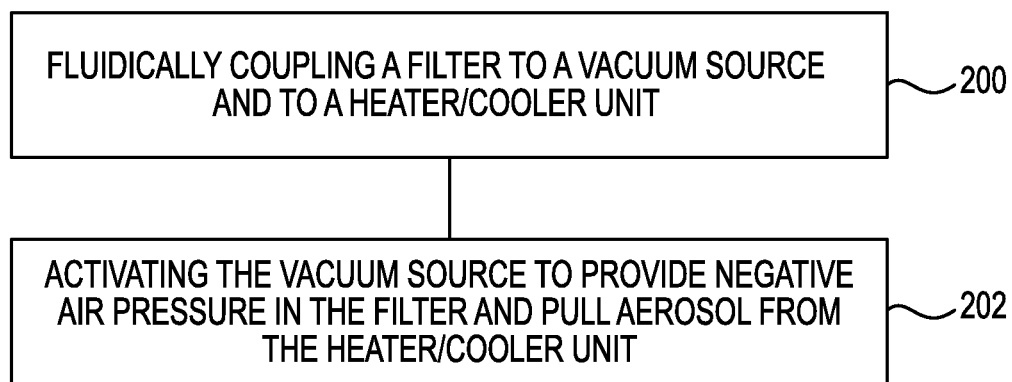 FLUIDICALLY COUPLING A FILTER TO A VACUUM SOURCE
AND TO A HEATER/COOLER UNIT
200
ACTIVATING THE VACUUM SOURCE TO PROVIDE NEGATIVE
AIR PRESSURE IN THE FILTER AND PULL AEROSOL FROM
THE HEATER/COOLER UNIT
202